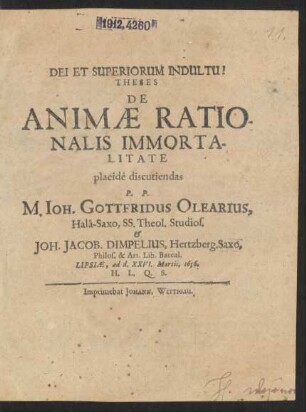 1912.4260
11.
DEI ET SUPERIORUM INDULTU!
THESES
DE
ANIMÆ RATIO-
NALIS IMMORTA-
LITATE
placidè discutiendas
P. P.
M. IOH. GOTTFRIDUS OLEARIUS,
Halâ-Saxo, SS. Theol. Studios.
&
JOH. JACOB. DIMPELIUS, Hertzberg. Saxo,
Philos. & Art. Lib. Baccal.
LIPSIÆ, ad d. XXVI. Martii, 1656.
H. L. Q. S.
Imprimebat JOHANN. WITTIGAU.